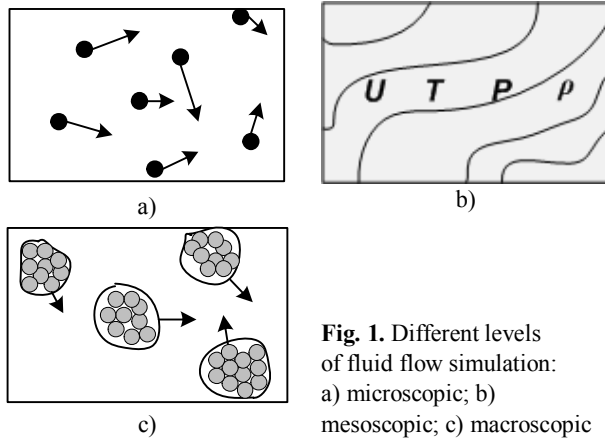 a)
U T P ρ
b)
c)
Fig. 1. Different levels
of fluid flow simulation:
a) microscopic; b)
mesoscopic; c) macroscopic